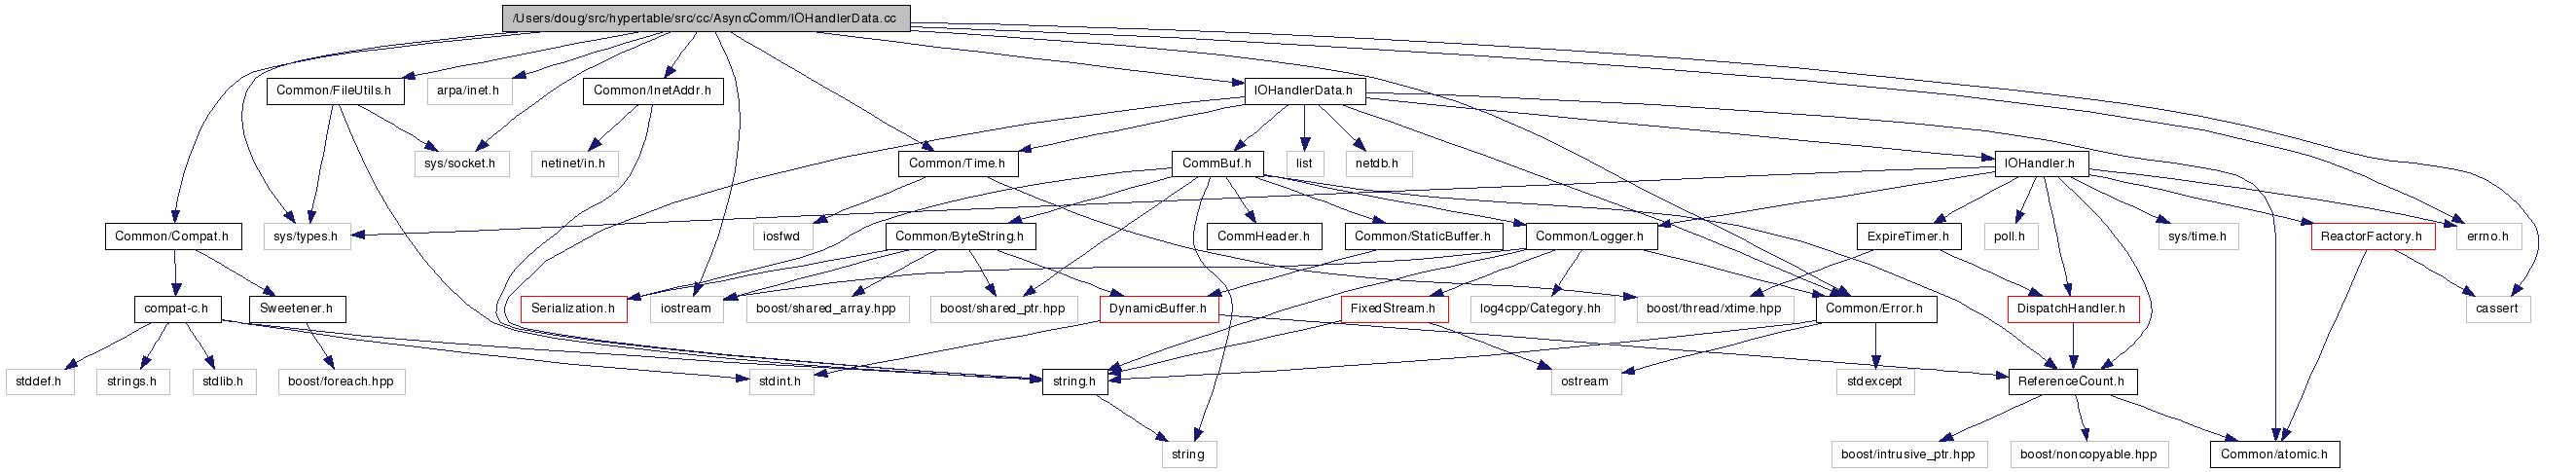 /Users/doug/src/hypertable/src/cc/AsyncComm/IOHandlerData.cc
Common/FileUtils.h
arpa/inet.h
Common/InetAddr.h
IOHandlerData.h
sys/socket.h
netinet/in.h
Common/Time.h
CommBuf.h
list
netdb.h
IOHandler.h
Common/Compat.h
sys/types.h
iosfwd
Common/ByteString.h
CommHeader.h
Common/StaticBuffer.h
Common/Logger.h
ExpireTimer.h
poll.h
sys/time.h
ReactorFactory.h
errno.h
compat-c.h
Sweetener.h
Serialization.h
iostream
boost/shared_array.hpp
boost/shared_ptr.hpp
DynamicBuffer.h
FixedStream.h
log4cpp/Category.hh
boost/thread/xtime.hpp
Common/Error.h
DispatchHandler.h
cassert
stddef.h
strings.h
stdlib.h
boost/foreach.hpp
stdint.h
string.h
ostream
stdexcept
ReferenceCount.h
string
boost/intrusive_ptr.hpp
boost/noncopyable.hpp
Common/atomic.h